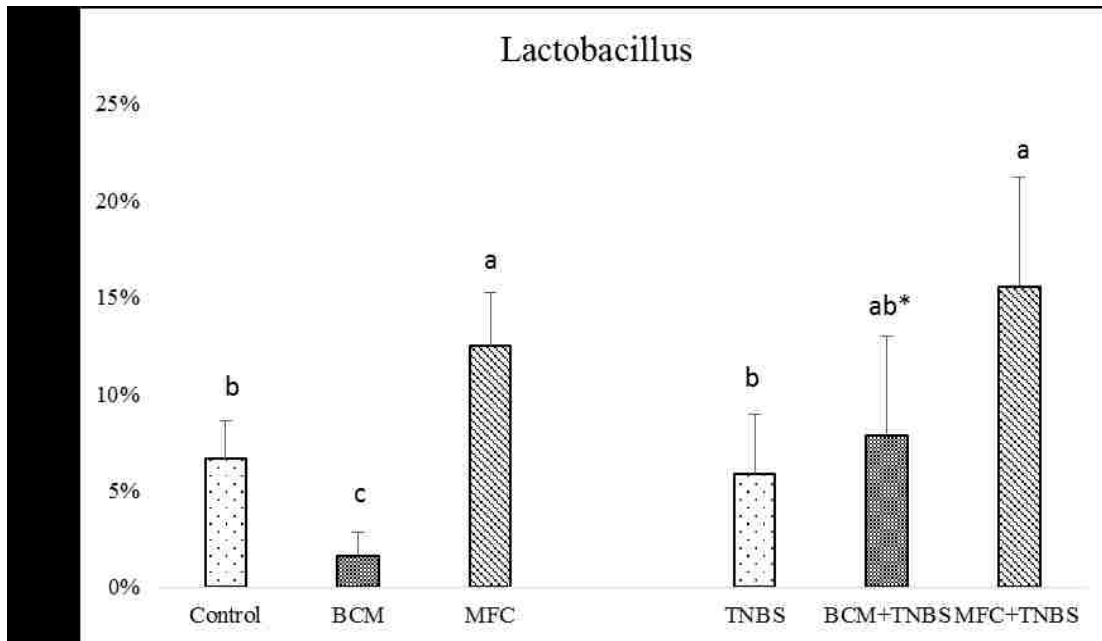 Lactobacillus
25%
20%
15%
10%
5%
0%
b
c
a
b
ab*
a
Control BCM MFC TNBS BCM+TNBS MFC+TNBS